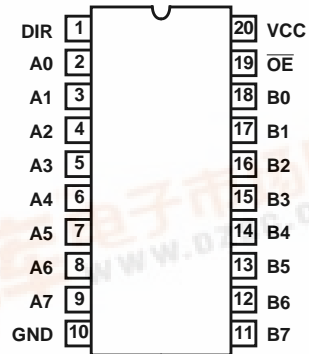 DIR 1 20 VCC
A0 2 19 OE
A1 3 18 B0
A2 4 17 B1
A3 5 16 B2
A4 6 15 B3
A5 7 14 B4
A6 8 13 B5
A7 9 12 B6
GND 10 11 B7